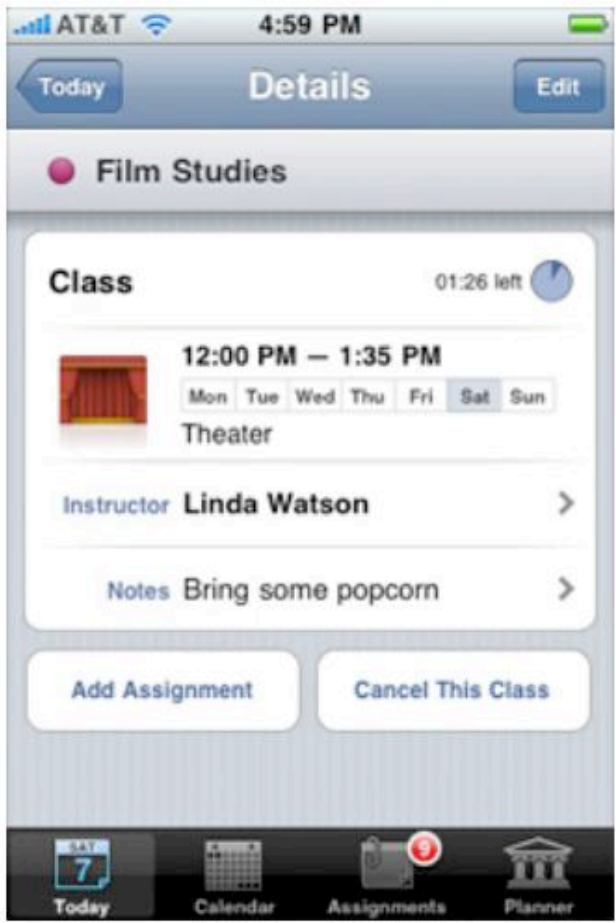 AT&T 4:59 PM
Today Details Edit
Film Studies
Class 01:26 left
12:00 PM — 1:35 PM
Mon Tue Wed Thu Fri Sat Sun
Theater
Instructor Linda Watson
Notes Bring some popcorn
Add Assignment Cancel This Class
SAT
7 9
Today Calendar Assignments Planner